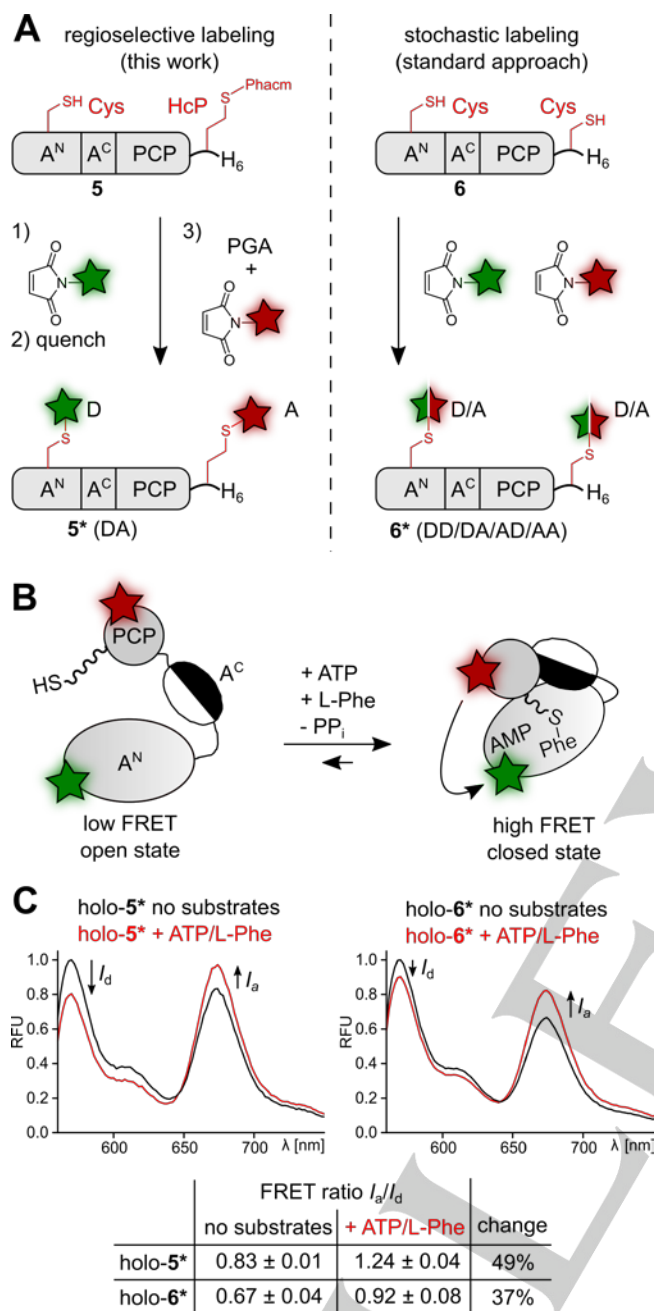 A
regioselective labeling
(this work)
stochastic labeling
(standard approach)
SH Cys HcP S Phacm
A^N A^C PCP H6
5
SH Cys Cys SH
A^N A^C PCP H6
6
1)
O N O
2) quench
3) PGA
+
O N O
O N O
O N O
D
S
A
S
A^N A^C PCP H6
5* (DA)
D/A
S
D/A
S
A^N A^C PCP H6
6* (DD/DA/AD/AA)
B
PCP
HS
A^C
A^N
low FRET
open state
+ ATP
+ L-Phe
- PPi
S
Phe
AMP
high FRET
closed state
C
holo-5* no substrates
holo-5* + ATP/L-Phe
RFU
1.0
0.8
0.6
0.4
0.2
0.0
Id
Ia
600 650 700 λ [nm]
holo-6* no substrates
holo-6* + ATP/L-Phe
RFU
1.0
0.8
0.6
0.4
0.2
0.0
Id
Ia
600 650 700 λ [nm]
FRET ratio Ia/Id
no substrates + ATP/L-Phe change
holo-5* 0.83 ± 0.01 1.24 ± 0.04 49%
holo-6* 0.67 ± 0.04 0.92 ± 0.08 37%